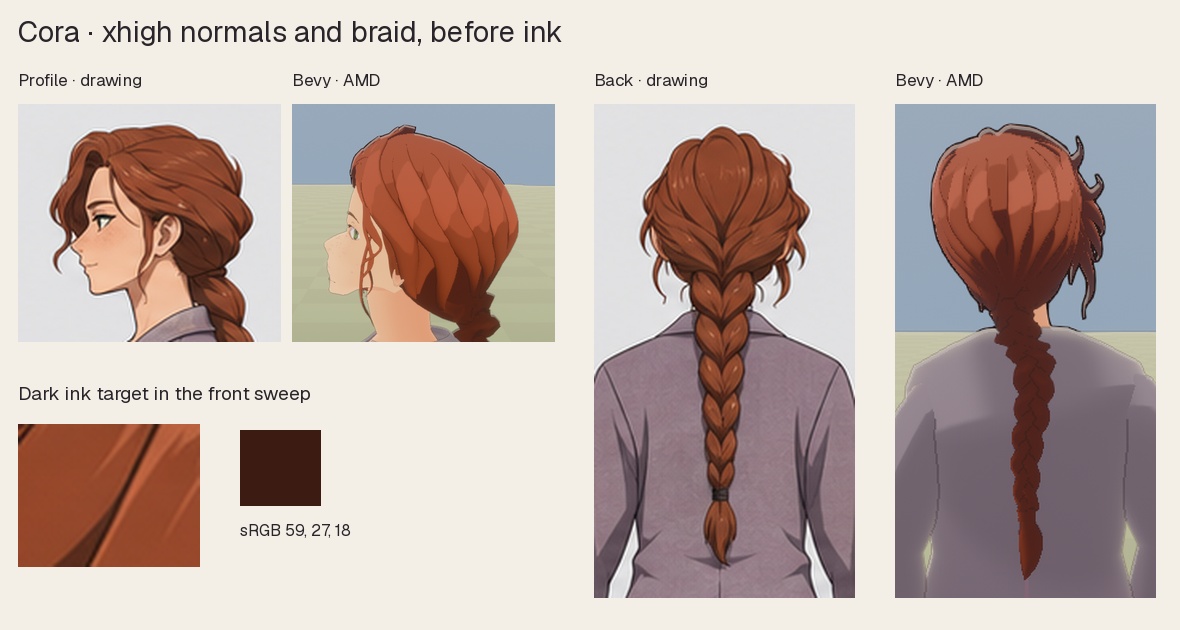 Cora · xhigh normals and braid, before ink
Profile · drawing
Bevy · AMD
Back · drawing
Bevy · AMD
Dark ink target in the front sweep
sRGB 59, 27, 18